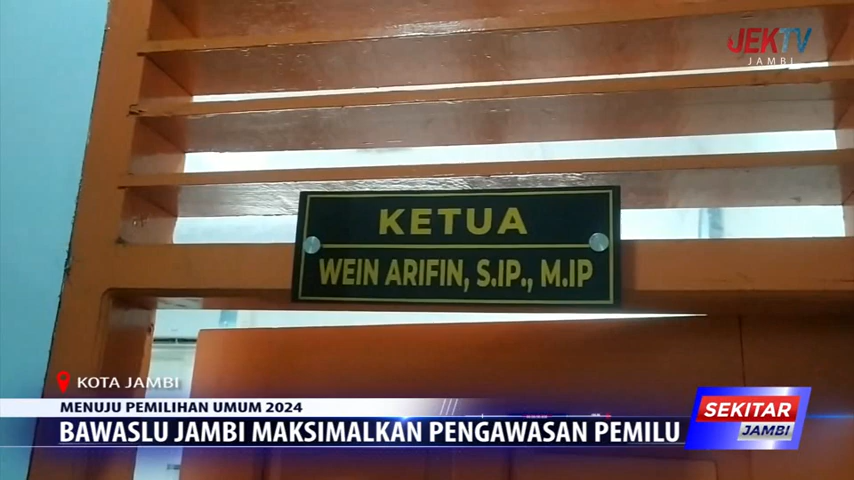 JEKTV
JAMBI
KETUA
WEIN ARIFIN, S.IP., M.IP
KOTA JAMBI
MENUJU PEMILIHAN UMUM 2024
BAWASLU JAMBI MAKSIMALKAN PENGAWASAN PEMILU
SEKITAR
JAMBI